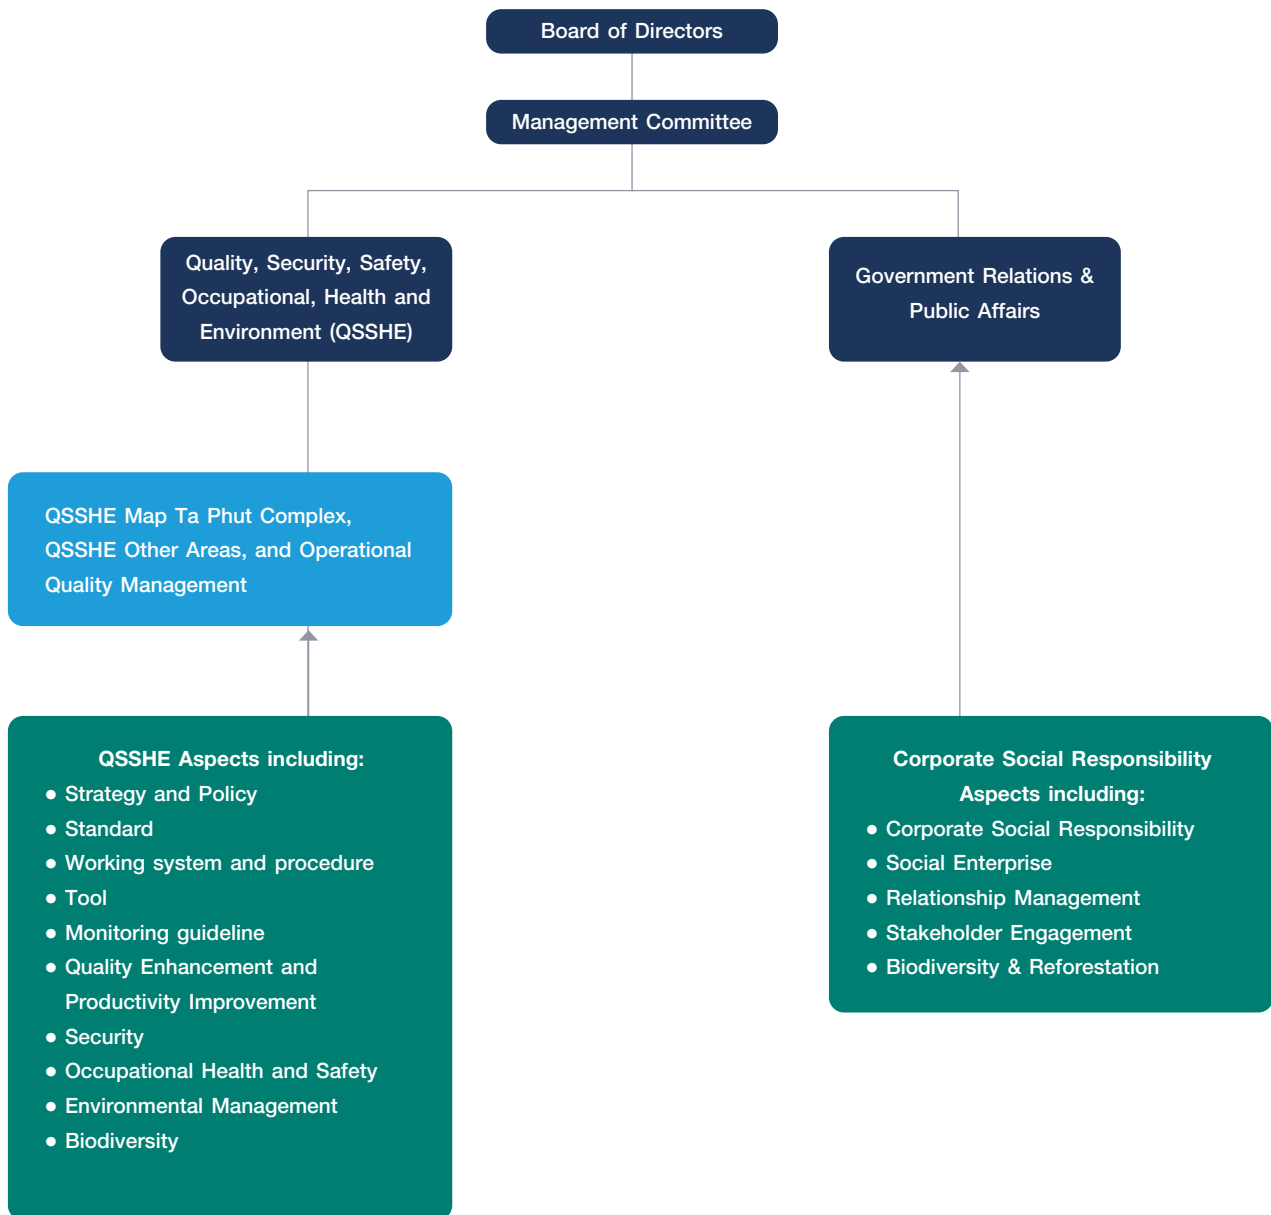 Board of Directors
Management Committee
Quality, Security, Safety,
Occupational, Health and
Environment (QSSHE)
Government Relations &
Public Affairs
QSSHE Map Ta Phut Complex,
QSSHE Other Areas, and Operational
Quality Management
QSSHE Aspects including:
● Strategy and Policy
● Standard
● Working system and procedure
● Tool
● Monitoring guideline
● Quality Enhancement and
Productivity Improvement
● Security
● Occupational Health and Safety
● Environmental Management
● Biodiversity
Corporate Social Responsibility
Aspects including:
● Corporate Social Responsibility
● Social Enterprise
● Relationship Management
● Stakeholder Engagement
● Biodiversity & Reforestation